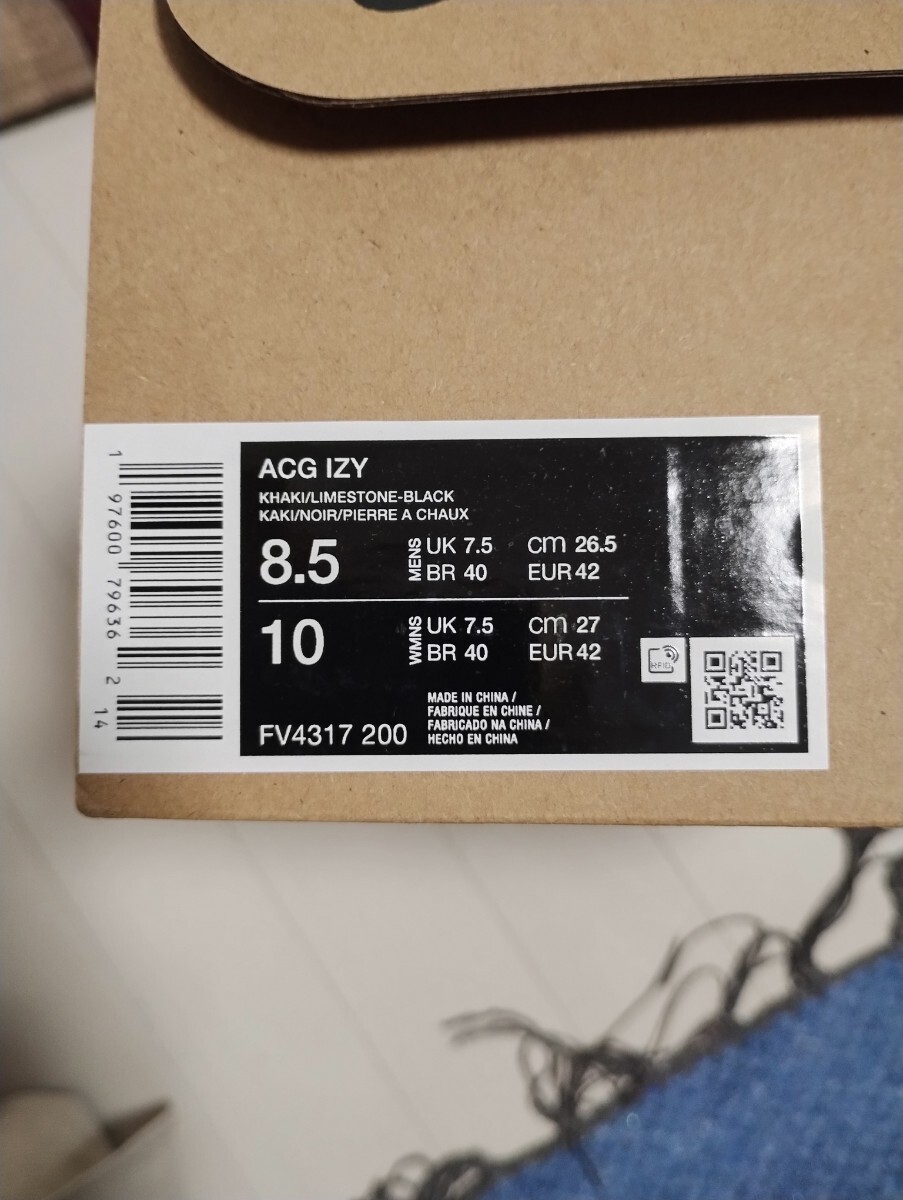 ACG IZY
KHAKI/LIMESTONE-BLACK
KAKI/NOIR/PIERRE A CHAUX
8.5 MENS UK 7.5 cm 26.5
BR 40 EUR 42
10 WMNS UK 7.5 cm 27
BR 40 EUR 42
RFID
MADE IN CHINA /
FABRIQUE EN CHINE /
FABRICADO NA CHINA /
HECHO EN CHINA
FV4317 200
1 97600 79636 2 14